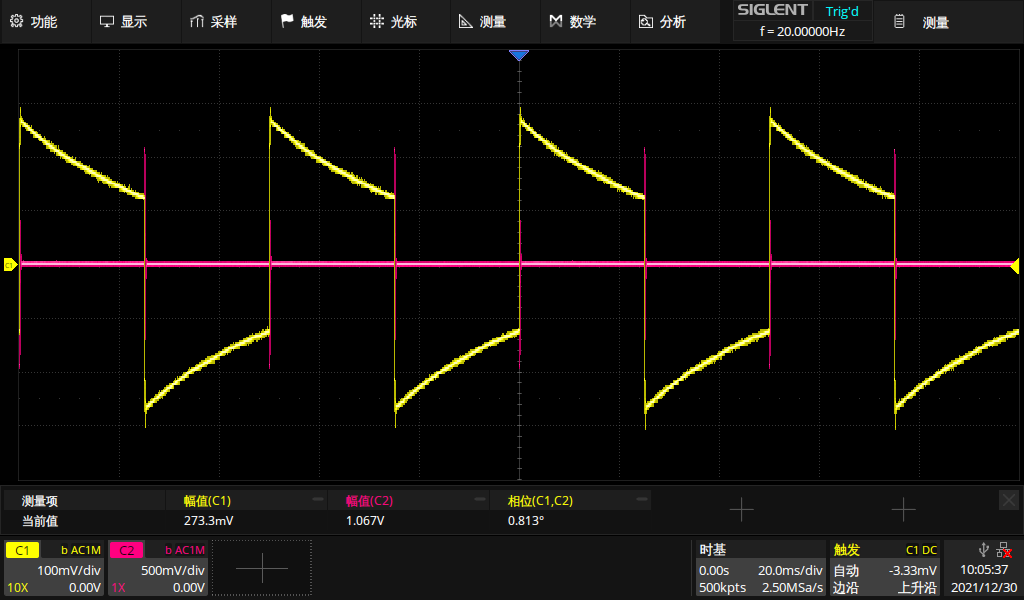 功能 显示 采样 触发 光标 测量 数学 分析 SIGLENT Trig'd 测量
f = 20.00000Hz
C1
测量项 幅值(C1) 幅值(C2) 相位(C1,C2)
当前值 273.3mV 1.067V 0.813°
C1 b AC1M C2 b AC1M 时基 触发 C1 DC
100mV/div 500mV/div 0.00s 20.0ms/div 自动 -3.33mV 10:05:37
10X 0.00V 1X 0.00V 500kpts 2.50MSa/s 边沿 上升沿 2021/12/30